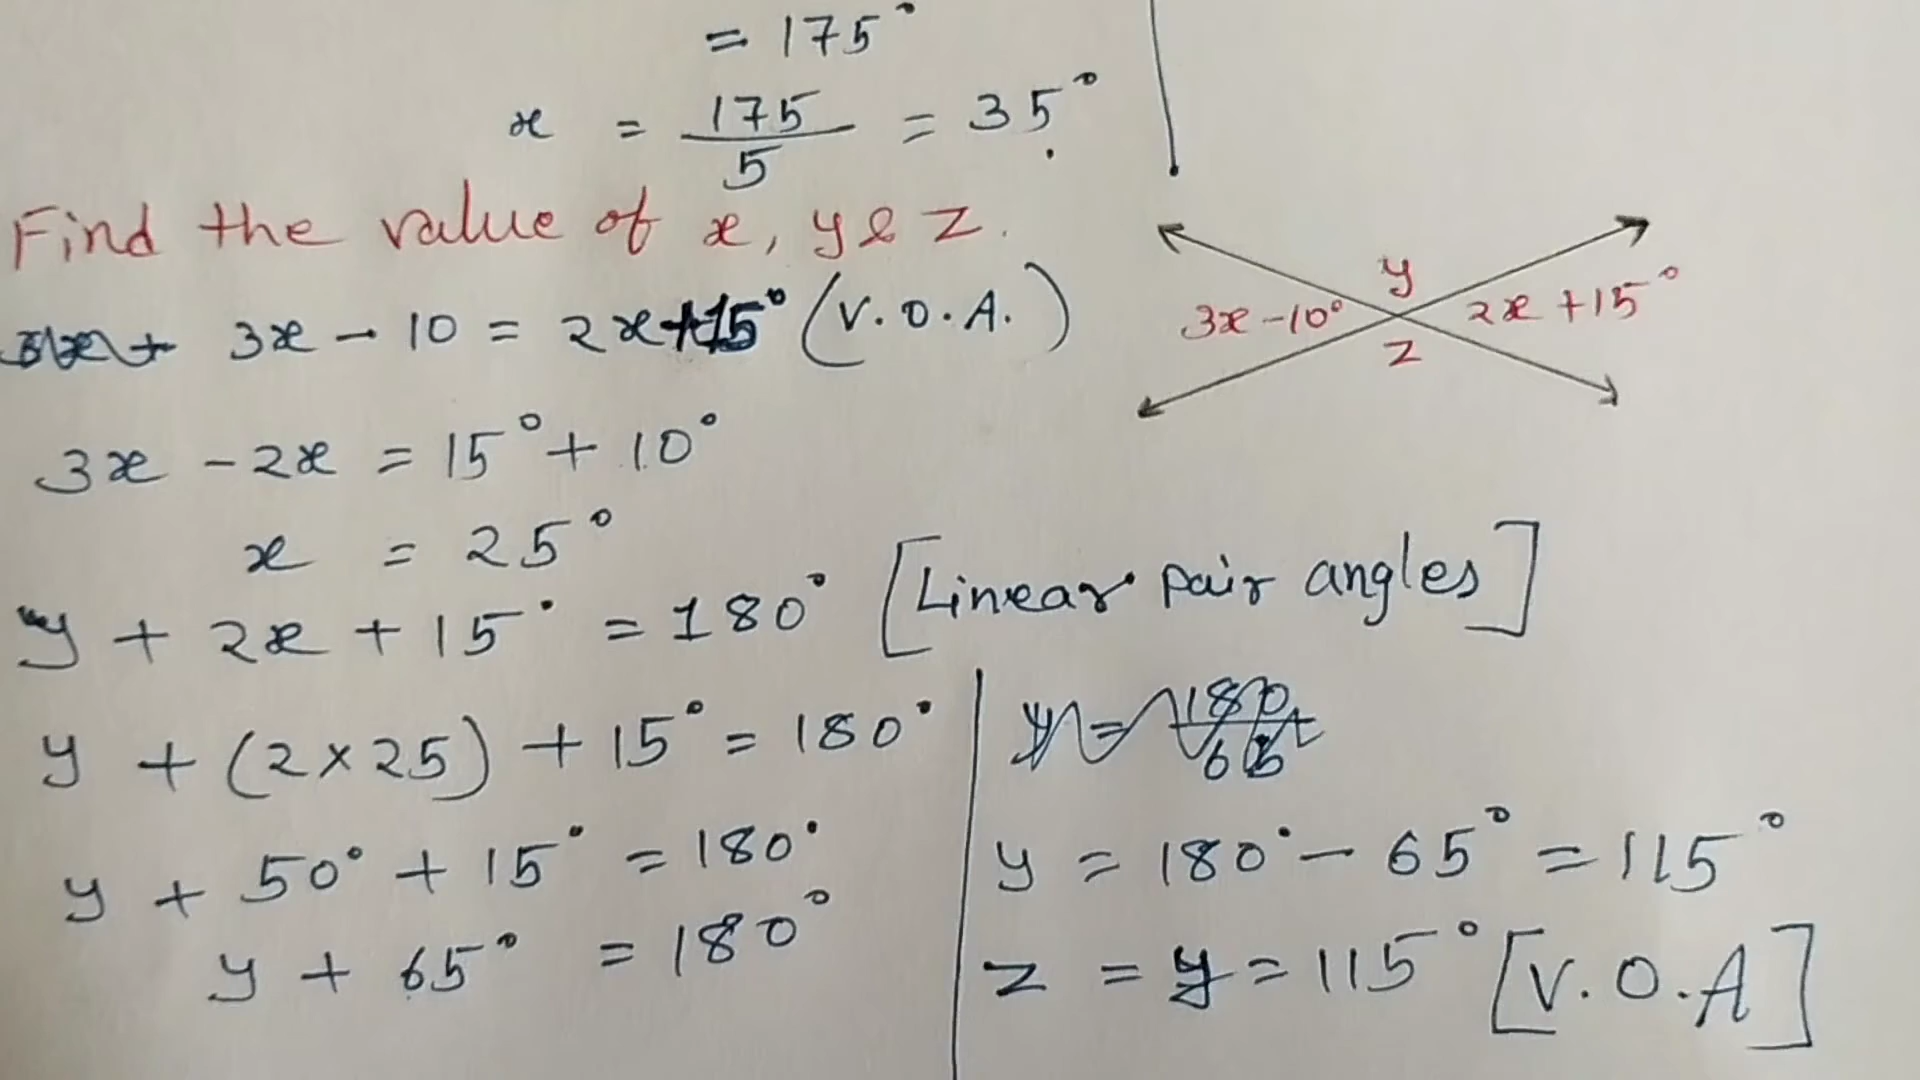 = 175°
x = 175/5 = 35°.
Find the value of x, y & z.
3x - 10 = 2x + 15° (V.O.A.)
3x - 2x = 15° + 10°
x = 25°
y + 2x + 15° = 180° [Linear pair angles]
y + (2×25) + 15° = 180°
y + 50° + 15° = 180°
y + 65° = 180°
y = 180° - 65° = 115°
z = y = 115° [V.O.A]
y
3x - 10°
2x + 15°
z